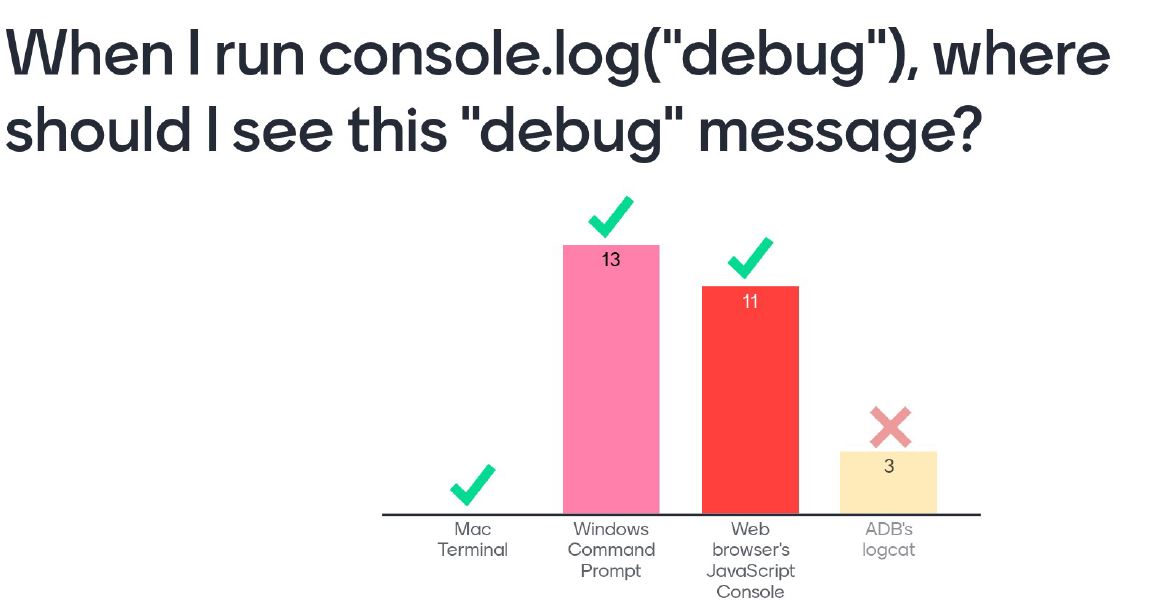 When I run console.log("debug"), where
should I see this "debug" message?
13
11
3
Mac
Terminal
Windows
Command
Prompt
Web
browser's
JavaScript
Console
ADB's
logcat